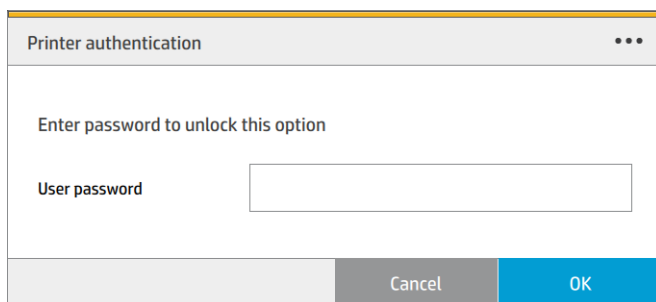 Printer authentication
Enter password to unlock this option
User password
Cancel OK